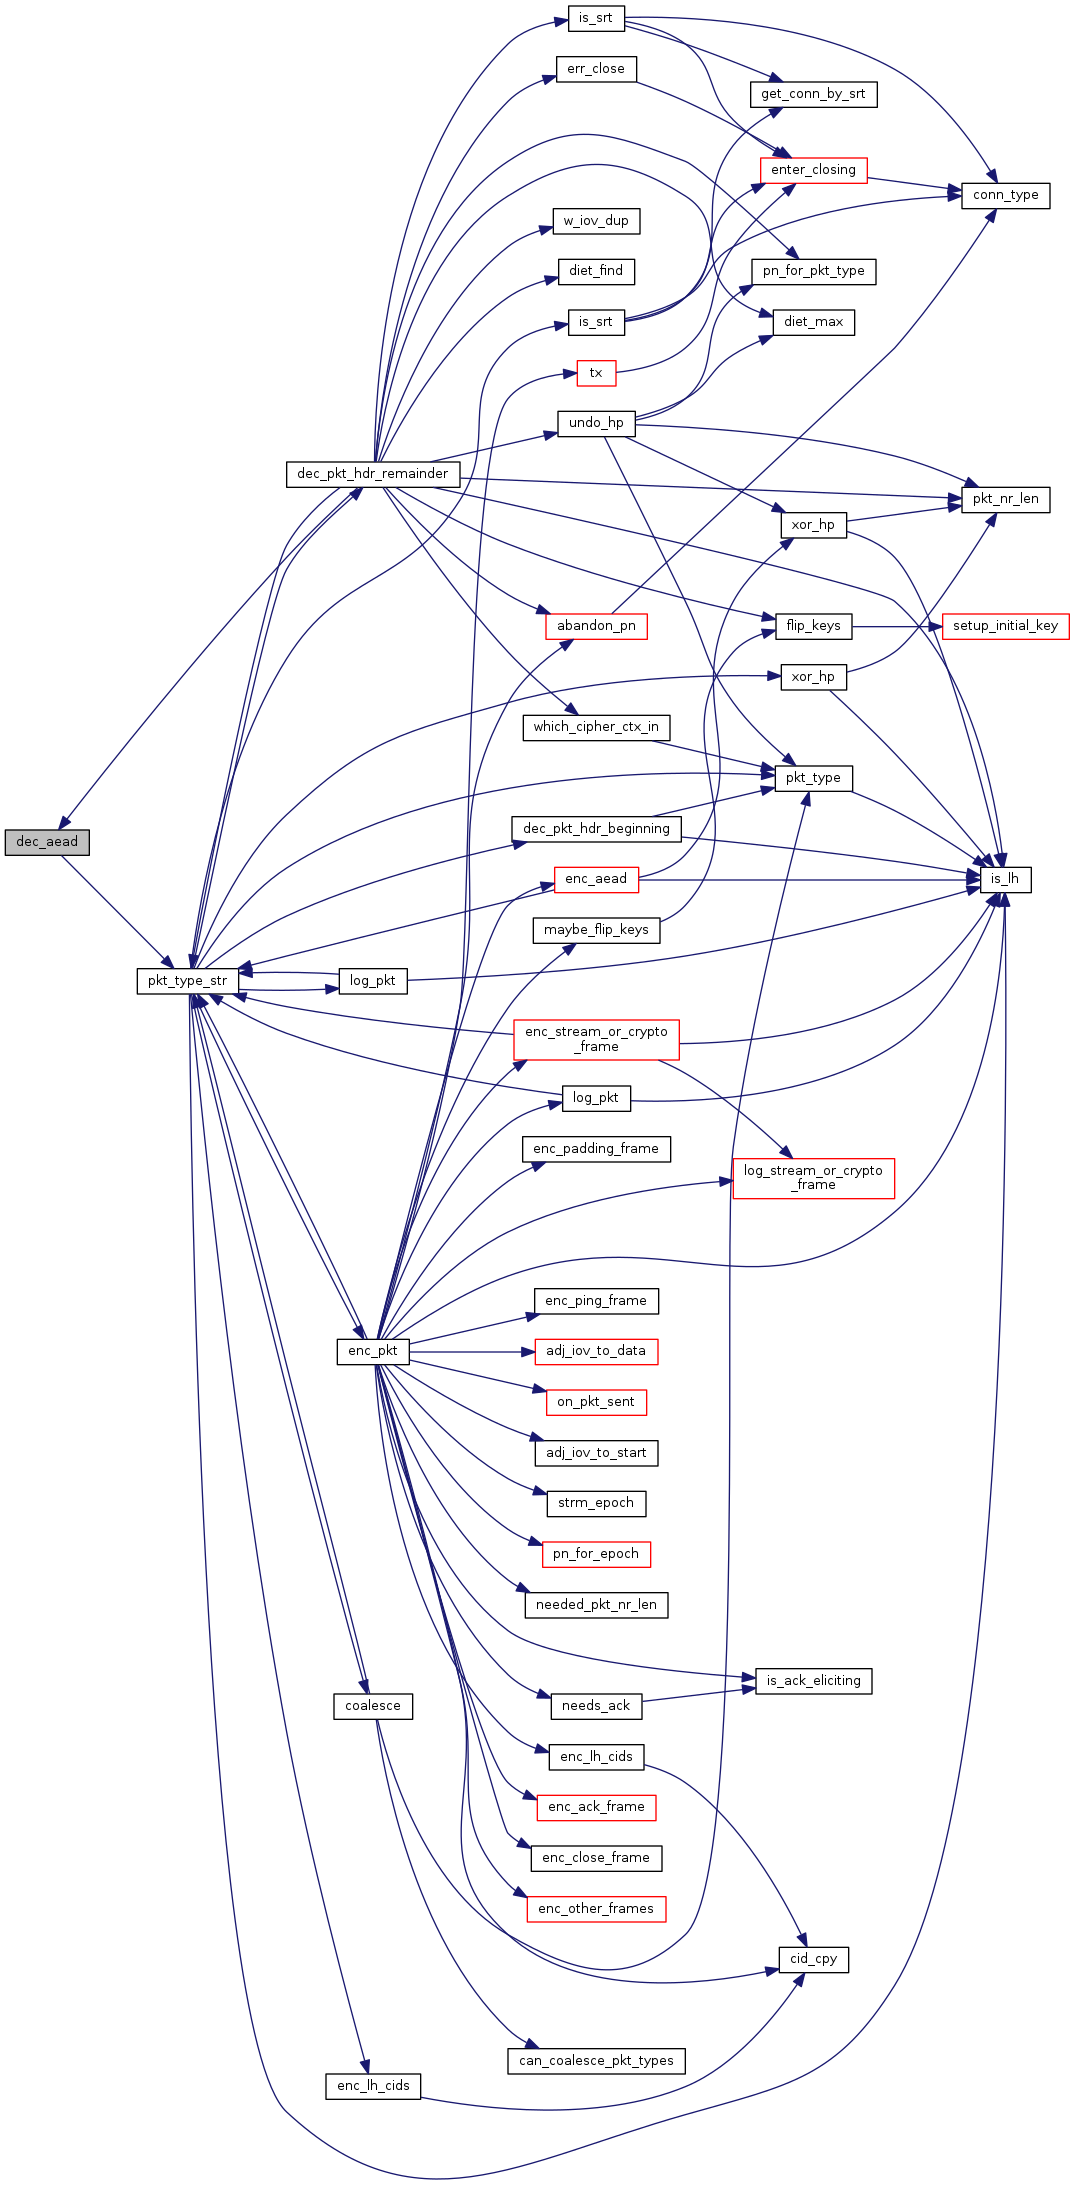 is_srt
err_close
get_conn_by_srt
enter_closing
conn_type
w_iov_dup
diet_find
pn_for_pkt_type
is_srt
diet_max
tx
undo_hp
dec_pkt_hdr_remainder
pkt_nr_len
xor_hp
abandon_pn
flip_keys
setup_initial_key
xor_hp
which_cipher_ctx_in
pkt_type
dec_aead
dec_pkt_hdr_beginning
enc_aead
is_lh
maybe_flip_keys
pkt_type_str
log_pkt
enc_stream_or_crypto
_frame
log_pkt
enc_padding_frame
log_stream_or_crypto
_frame
enc_ping_frame
enc_pkt
adj_iov_to_data
on_pkt_sent
adj_iov_to_start
strm_epoch
pn_for_epoch
needed_pkt_nr_len
is_ack_eliciting
coalesce
needs_ack
enc_lh_cids
enc_ack_frame
enc_close_frame
enc_other_frames
cid_cpy
can_coalesce_pkt_types
enc_lh_cids